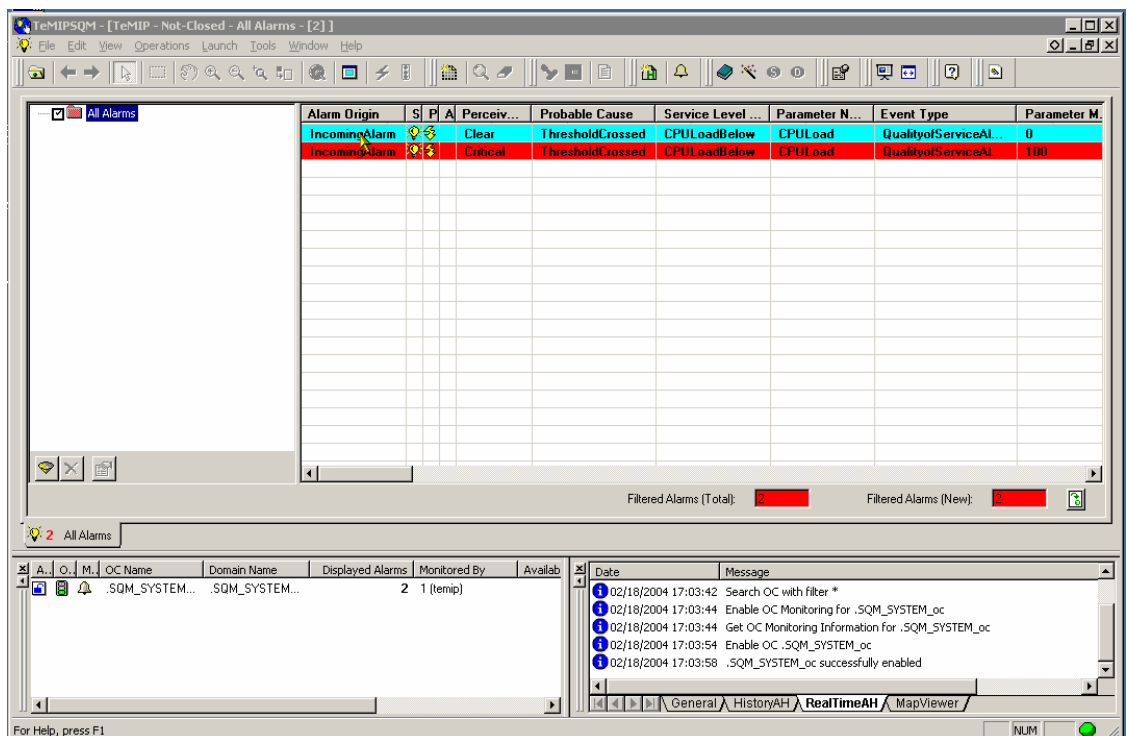 TeMIPSQM - [TeMIP - Not-Closed - All Alarms - [2] ]
File Edit View Operations Launch Tools Window Help
All Alarms
Alarm Origin S P A Perceiv... Probable Cause Service Level ... Parameter N... Event Type Parameter M.
IncomingAlarm Clear ThresholdCrossed CPULoadBelow CPULoad QualityofServiceAl... 0
IncomingAlarm Critical ThresholdCrossed CPULoadBelow CPULoad QualityofServiceAl... 100
Filtered Alarms (Total): 2 Filtered Alarms (New): 2
2 All Alarms
A.. O.. M.. OC Name Domain Name Displayed Alarms Monitored By Availab
.SQM_SYSTEM... .SQM_SYSTEM... 2 1 (temip)
Date Message
02/18/2004 17:03:42 Search OC with filter *
02/18/2004 17:03:44 Enable OC Monitoring for .SQM_SYSTEM_oc
02/18/2004 17:03:44 Get OC Monitoring Information for .SQM_SYSTEM_oc
02/18/2004 17:03:54 Enable OC .SQM_SYSTEM_oc
02/18/2004 17:03:58 .SQM_SYSTEM_oc successfully enabled
General HistoryAH RealTimeAH MapViewer
For Help, press F1 NUM